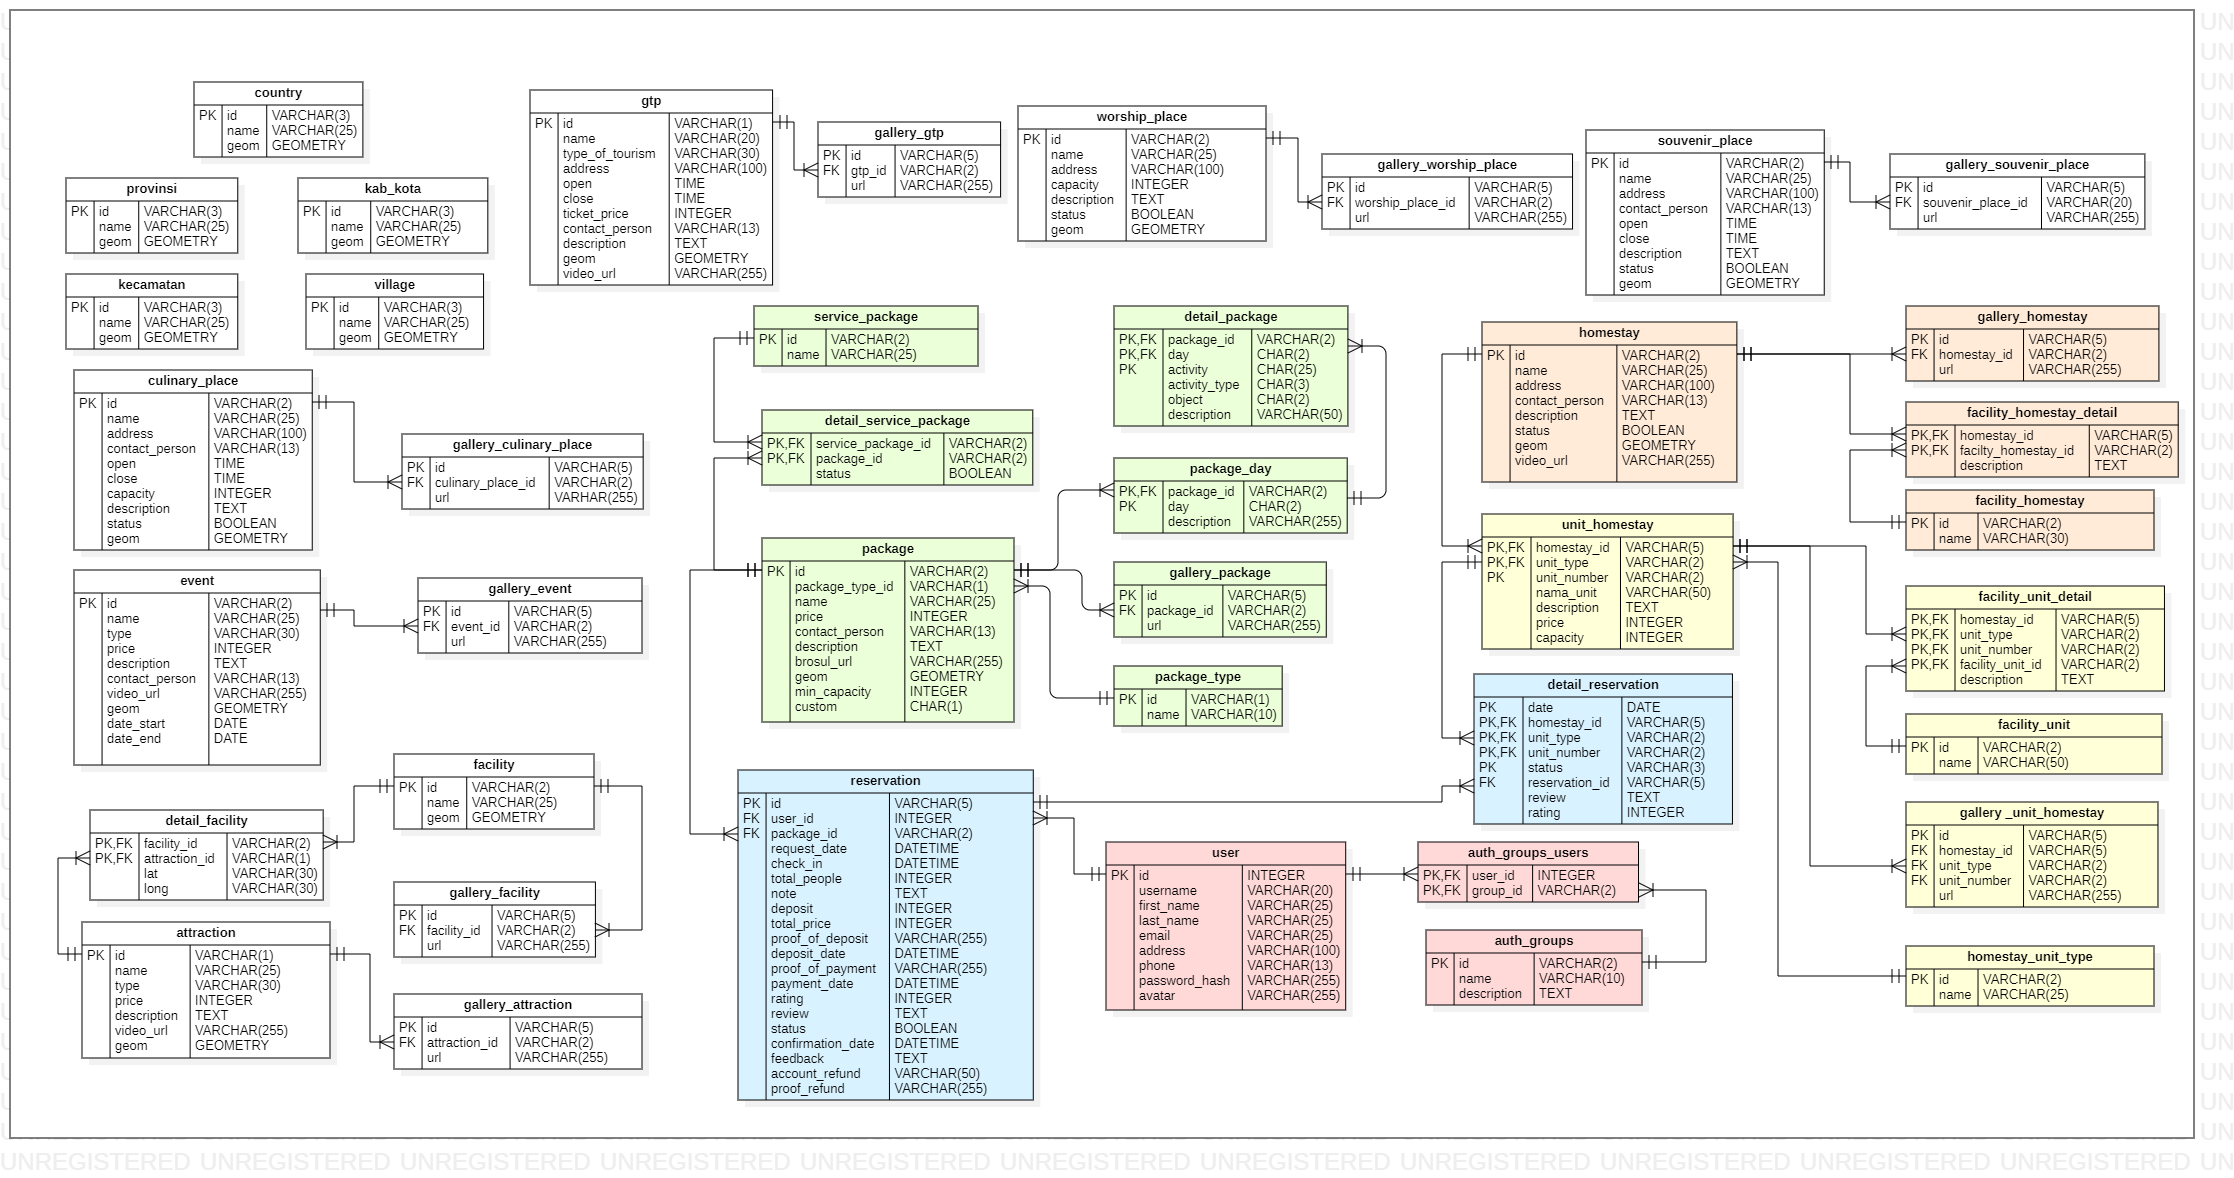 country
PK id VARCHAR(3)
name VARCHAR(25)
geom GEOMETRY
provinsi
PK id VARCHAR(3)
name VARCHAR(25)
geom GEOMETRY
kab_kota
PK id VARCHAR(3)
name VARCHAR(25)
geom GEOMETRY
kecamatan
PK id VARCHAR(3)
name VARCHAR(25)
geom GEOMETRY
village
PK id VARCHAR(3)
name VARCHAR(25)
geom GEOMETRY
gtp
PK id VARCHAR(1)
name VARCHAR(20)
type_of_tourism VARCHAR(30)
address VARCHAR(100)
open TIME
close TIME
ticket_price INTEGER
contact_person VARCHAR(13)
description TEXT
geom GEOMETRY
video_url VARCHAR(255)
gallery_gtp
PK id VARCHAR(5)
FK gtp_id VARCHAR(2)
url VARCHAR(255)
worship_place
PK id VARCHAR(2)
name VARCHAR(25)
address VARCHAR(100)
capacity INTEGER
description TEXT
status BOOLEAN
geom GEOMETRY
gallery_worship_place
PK id VARCHAR(5)
FK worship_place_id VARCHAR(2)
url VARCHAR(255)
souvenir_place
PK id VARCHAR(2)
name VARCHAR(25)
address VARCHAR(100)
contact_person VARCHAR(13)
open TIME
close TIME
description TEXT
status BOOLEAN
geom GEOMETRY
gallery_souvenir_place
PK id VARCHAR(5)
FK souvenir_place_id VARCHAR(20)
url VARCHAR(255)
culinary_place
PK id VARCHAR(2)
name VARCHAR(25)
address VARCHAR(100)
contact_person VARCHAR(13)
open TIME
close TIME
capacity INTEGER
description TEXT
status BOOLEAN
geom GEOMETRY
gallery_culinary_place
PK id VARCHAR(5)
FK culinary_place_id VARCHAR(2)
url VARHAR(255)
event
PK id VARCHAR(2)
name VARCHAR(25)
type VARCHAR(30)
price INTEGER
description TEXT
contact_person VARCHAR(13)
video_url VARCHAR(255)
geom GEOMETRY
date_start DATE
date_end DATE
gallery_event
PK id VARCHAR(5)
FK event_id VARCHAR(2)
url VARCHAR(255)
facility
PK id VARCHAR(2)
name VARCHAR(25)
geom GEOMETRY
detail_facility
PK,FK facility_id VARCHAR(2)
PK,FK attraction_id VARCHAR(1)
lat VARCHAR(30)
long VARCHAR(30)
gallery_facility
PK id VARCHAR(5)
FK facility_id VARCHAR(2)
url VARCHAR(255)
attraction
PK id VARCHAR(1)
name VARCHAR(25)
type VARCHAR(30)
price INTEGER
description TEXT
video_url VARCHAR(255)
geom GEOMETRY
gallery_attraction
PK id VARCHAR(5)
FK attraction_id VARCHAR(2)
url VARCHAR(255)
service_package
PK id VARCHAR(2)
name VARCHAR(25)
detail_service_package
PK,FK service_package_id VARCHAR(2)
PK,FK package_id VARCHAR(2)
status BOOLEAN
package
PK id VARCHAR(2)
package_type_id VARCHAR(1)
name VARCHAR(25)
price INTEGER
contact_person VARCHAR(13)
description TEXT
brosul_url VARCHAR(255)
geom GEOMETRY
min_capacity INTEGER
custom CHAR(1)
detail_package
PK,FK package_id VARCHAR(2)
PK,FK day CHAR(2)
PK activity CHAR(25)
activity_type CHAR(3)
object CHAR(2)
description VARCHAR(50)
package_day
PK,FK package_id VARCHAR(2)
PK day CHAR(2)
description VARCHAR(255)
gallery_package
PK id VARCHAR(5)
FK package_id VARCHAR(2)
url VARCHAR(255)
package_type
PK id VARCHAR(1)
name VARCHAR(10)
reservation
PK id VARCHAR(5)
FK user_id INTEGER
FK package_id VARCHAR(2)
request_date DATETIME
check_in DATETIME
total_people INTEGER
note TEXT
deposit INTEGER
total_price INTEGER
proof_of_deposit VARCHAR(255)
deposit_date DATETIME
proof_of_payment VARCHAR(255)
payment_date DATETIME
rating INTEGER
review TEXT
status BOOLEAN
confirmation_date DATETIME
feedback TEXT
account_refund VARCHAR(50)
proof_refund VARCHAR(255)
user
PK id INTEGER
username VARCHAR(20)
first_name VARCHAR(25)
last_name VARCHAR(25)
email VARCHAR(25)
address VARCHAR(100)
phone VARCHAR(13)
password_hash VARCHAR(255)
avatar VARCHAR(255)
auth_groups_users
PK,FK user_id INTEGER
PK,FK group_id VARCHAR(2)
auth_groups
PK id VARCHAR(2)
name VARCHAR(10)
description TEXT
homestay
PK id VARCHAR(2)
name VARCHAR(25)
address VARCHAR(100)
contact_person VARCHAR(13)
description TEXT
status BOOLEAN
geom GEOMETRY
video_url VARCHAR(255)
unit_homestay
PK,FK homestay_id VARCHAR(5)
PK,FK unit_type VARCHAR(2)
PK unit_number VARCHAR(2)
nama_unit VARCHAR(50)
description TEXT
price INTEGER
capacity INTEGER
detail_reservation
PK date DATE
PK,FK homestay_id VARCHAR(5)
PK,FK unit_type VARCHAR(2)
PK,FK unit_number VARCHAR(2)
PK status VARCHAR(3)
FK reservation_id VARCHAR(5)
review TEXT
rating INTEGER
gallery_homestay
PK id VARCHAR(5)
FK homestay_id VARCHAR(2)
url VARCHAR(255)
facility_homestay_detail
PK,FK homestay_id VARCHAR(5)
PK,FK facilty_homestay_id VARCHAR(2)
description TEXT
facility_homestay
PK id VARCHAR(2)
name VARCHAR(30)
facility_unit_detail
PK,FK homestay_id VARCHAR(5)
PK,FK unit_type VARCHAR(2)
PK,FK unit_number VARCHAR(2)
PK,FK facility_unit_id VARCHAR(2)
description TEXT
facility_unit
PK id VARCHAR(2)
name VARCHAR(50)
gallery _unit_homestay
PK id VARCHAR(5)
FK homestay_id VARCHAR(5)
FK unit_type VARCHAR(2)
FK unit_number VARCHAR(2)
url VARCHAR(255)
homestay_unit_type
PK id VARCHAR(2)
name VARCHAR(25)
UNREGISTERED UNREGISTERED UNREGISTERED UNREGISTERED UNREGISTERED UNREGISTERED UNREGISTERED UNREGISTERED UNREGISTERED UNREGISTERED UNREGISTERED UN